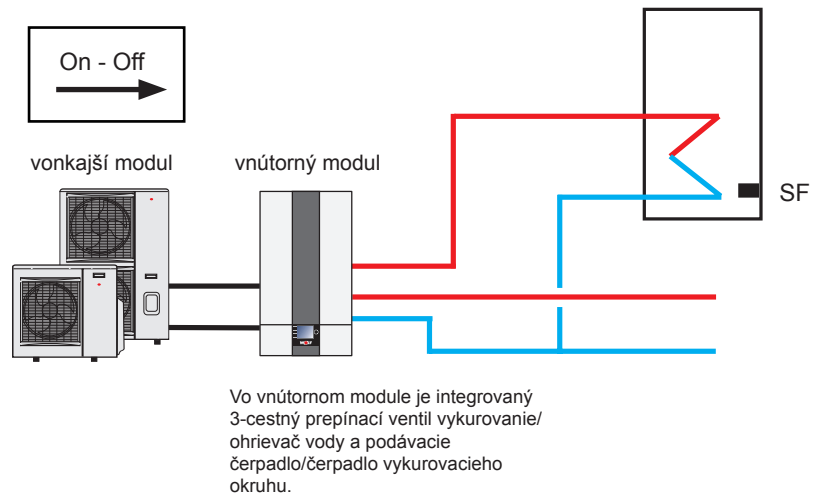 On - Off
vonkajší modul
vnútorný modul
SF
WOLF
Vo vnútornom module je integrovaný
3-cestný prepínací ventil vykurovanie/
ohrievač vody a podávacie
čerpadlo/čerpadlo vykurovacieho
okruhu.